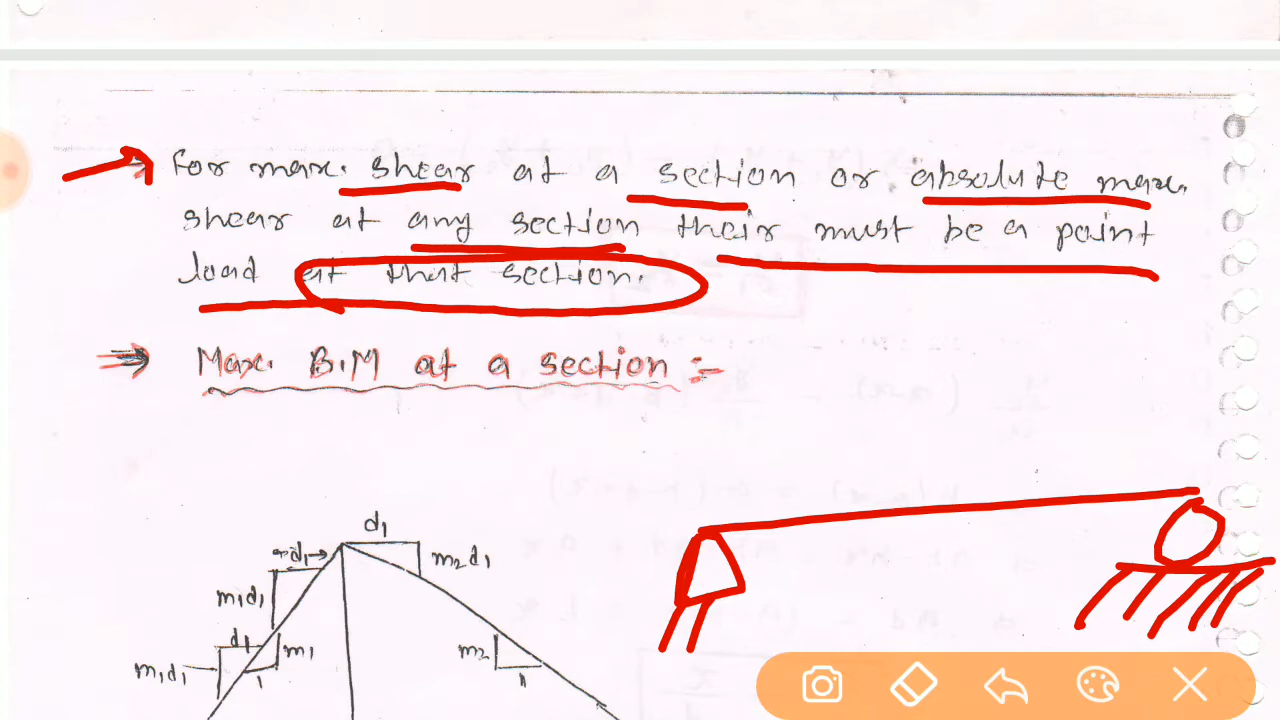 For max. shear at a section or absolute max.
shear at any section their must be a point
load at that section.
⇒ Max. B.M at a section :-
d₁
d₁
m₂d₁
m₁d₁
d₁
m₁
m₂
m₁d₁
1
1